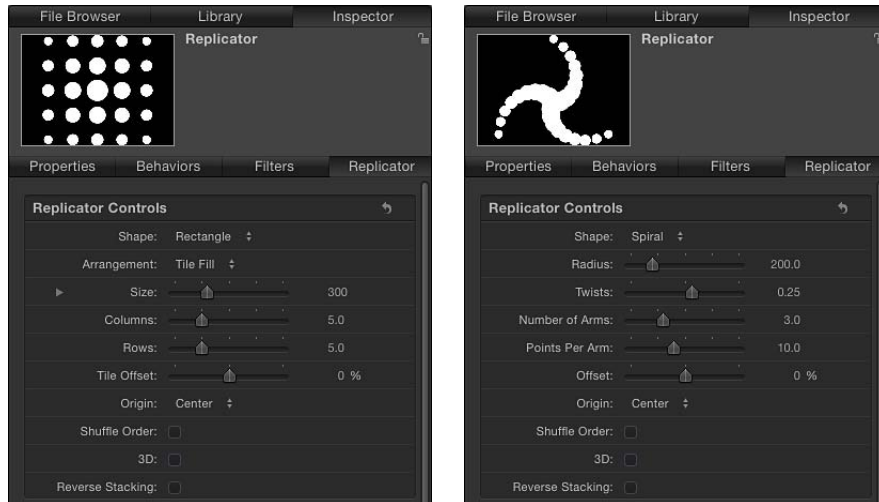 File Browser Library Inspector
Replicator
Properties Behaviors Filters Replicator
Replicator Controls
Shape: Rectangle
Arrangement: Tile Fill
Size: 300
Columns: 5.0
Rows: 5.0
Tile Offset: 0 %
Origin: Center
Shuffle Order:
3D:
Reverse Stacking:
File Browser Library Inspector
Replicator
Properties Behaviors Filters Replicator
Replicator Controls
Shape: Spiral
Radius: 200.0
Twists: 0.25
Number of Arms: 3.0
Points Per Arm: 10.0
Offset: 0 %
Origin: Center
Shuffle Order:
3D:
Reverse Stacking: